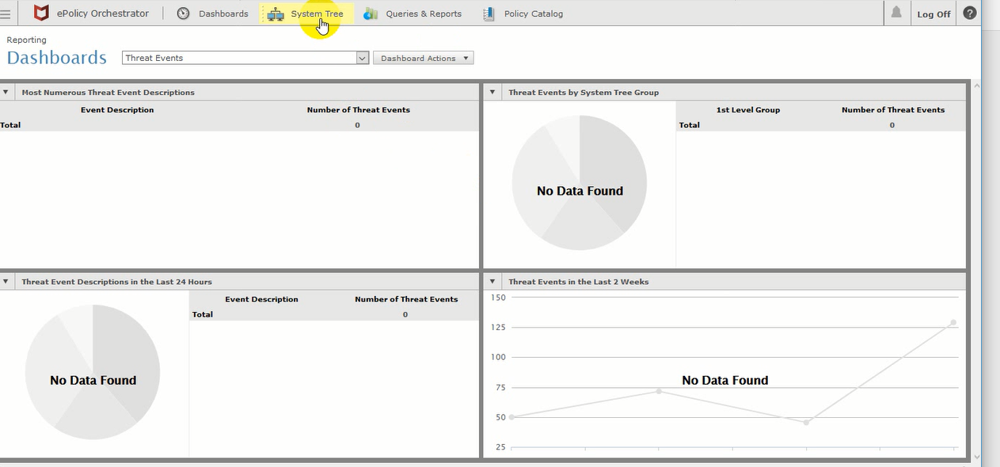 ePolicy Orchestrator Dashboards System Tree Queries & Reports Policy Catalog Log Off ?
Reporting
Dashboards Threat Events Dashboard Actions
Most Numerous Threat Event Descriptions
Event Description Number of Threat Events
Total 0
Threat Events by System Tree Group
No Data Found
1st Level Group Number of Threat Events
Total 0
Threat Event Descriptions in the Last 24 Hours
No Data Found
Event Description Number of Threat Events
Total 0
Threat Events in the Last 2 Weeks
150
125
100
75
50
25
No Data Found